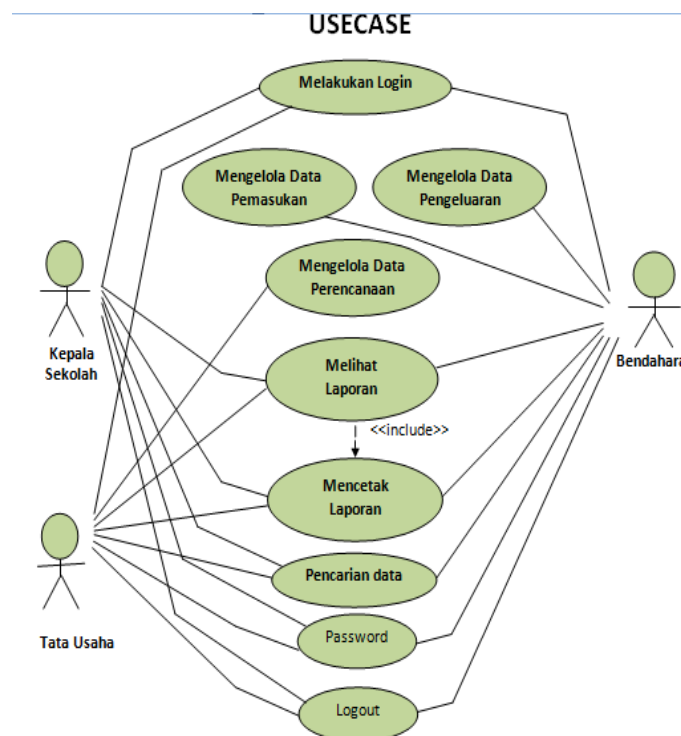 USECASE
Melakukan Login
Mengelola Data
Pemasukan
Mengelola Data
Pengeluaran
Mengelola Data
Perencanaan
Kepala
Sekolah
Melihat
Laporan
Bendahara
<<include>>
Mencetak
Laporan
Pencarian data
Tata Usaha
Password
Logout